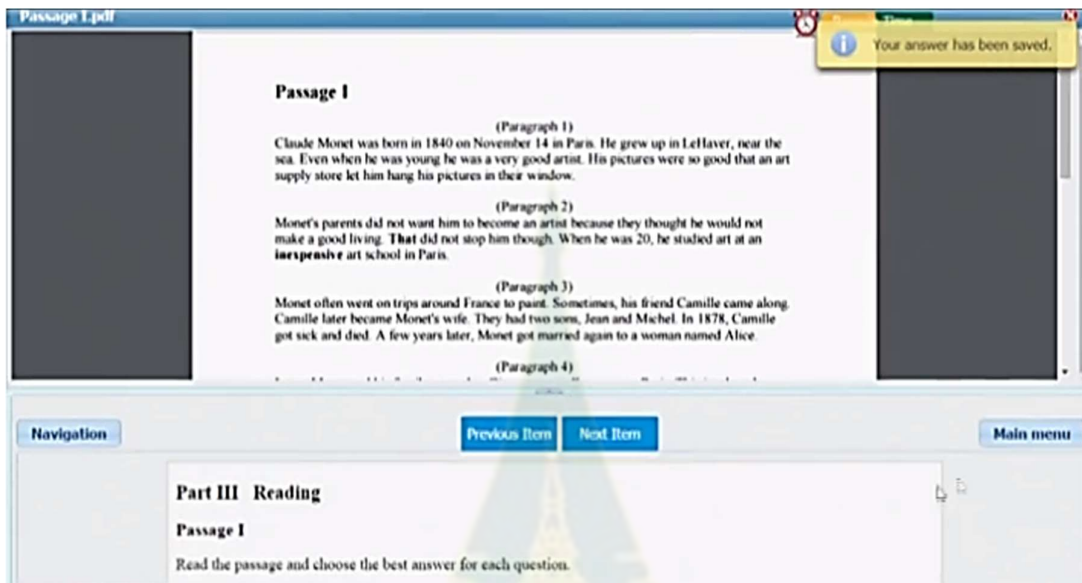 Passage I.pdf
Time
Your answer has been saved.
Passage I
(Paragraph 1)
Claude Monet was born in 1840 on November 14 in Paris. He grew up in LeHaver, near the
sea. Even when he was young he was a very good artist. His pictures were so good that an art
supply store let him hang his pictures in their window.
(Paragraph 2)
Monet's parents did not want him to become an artist because they thought he would not
make a good living. That did not stop him though. When he was 20, he studied art at an
inexpensive art school in Paris.
(Paragraph 3)
Monet often went on trips around France to paint. Sometimes, his friend Camille came along.
Camille later became Monet's wife. They had two sons, Jean and Michel. In 1878, Camille
got sick and died. A few years later, Monet got married again to a woman named Alice.
(Paragraph 4)
Navigation
Previous Item
Next Item
Main menu
Part III Reading
Passage I
Read the passage and choose the best answer for each question.